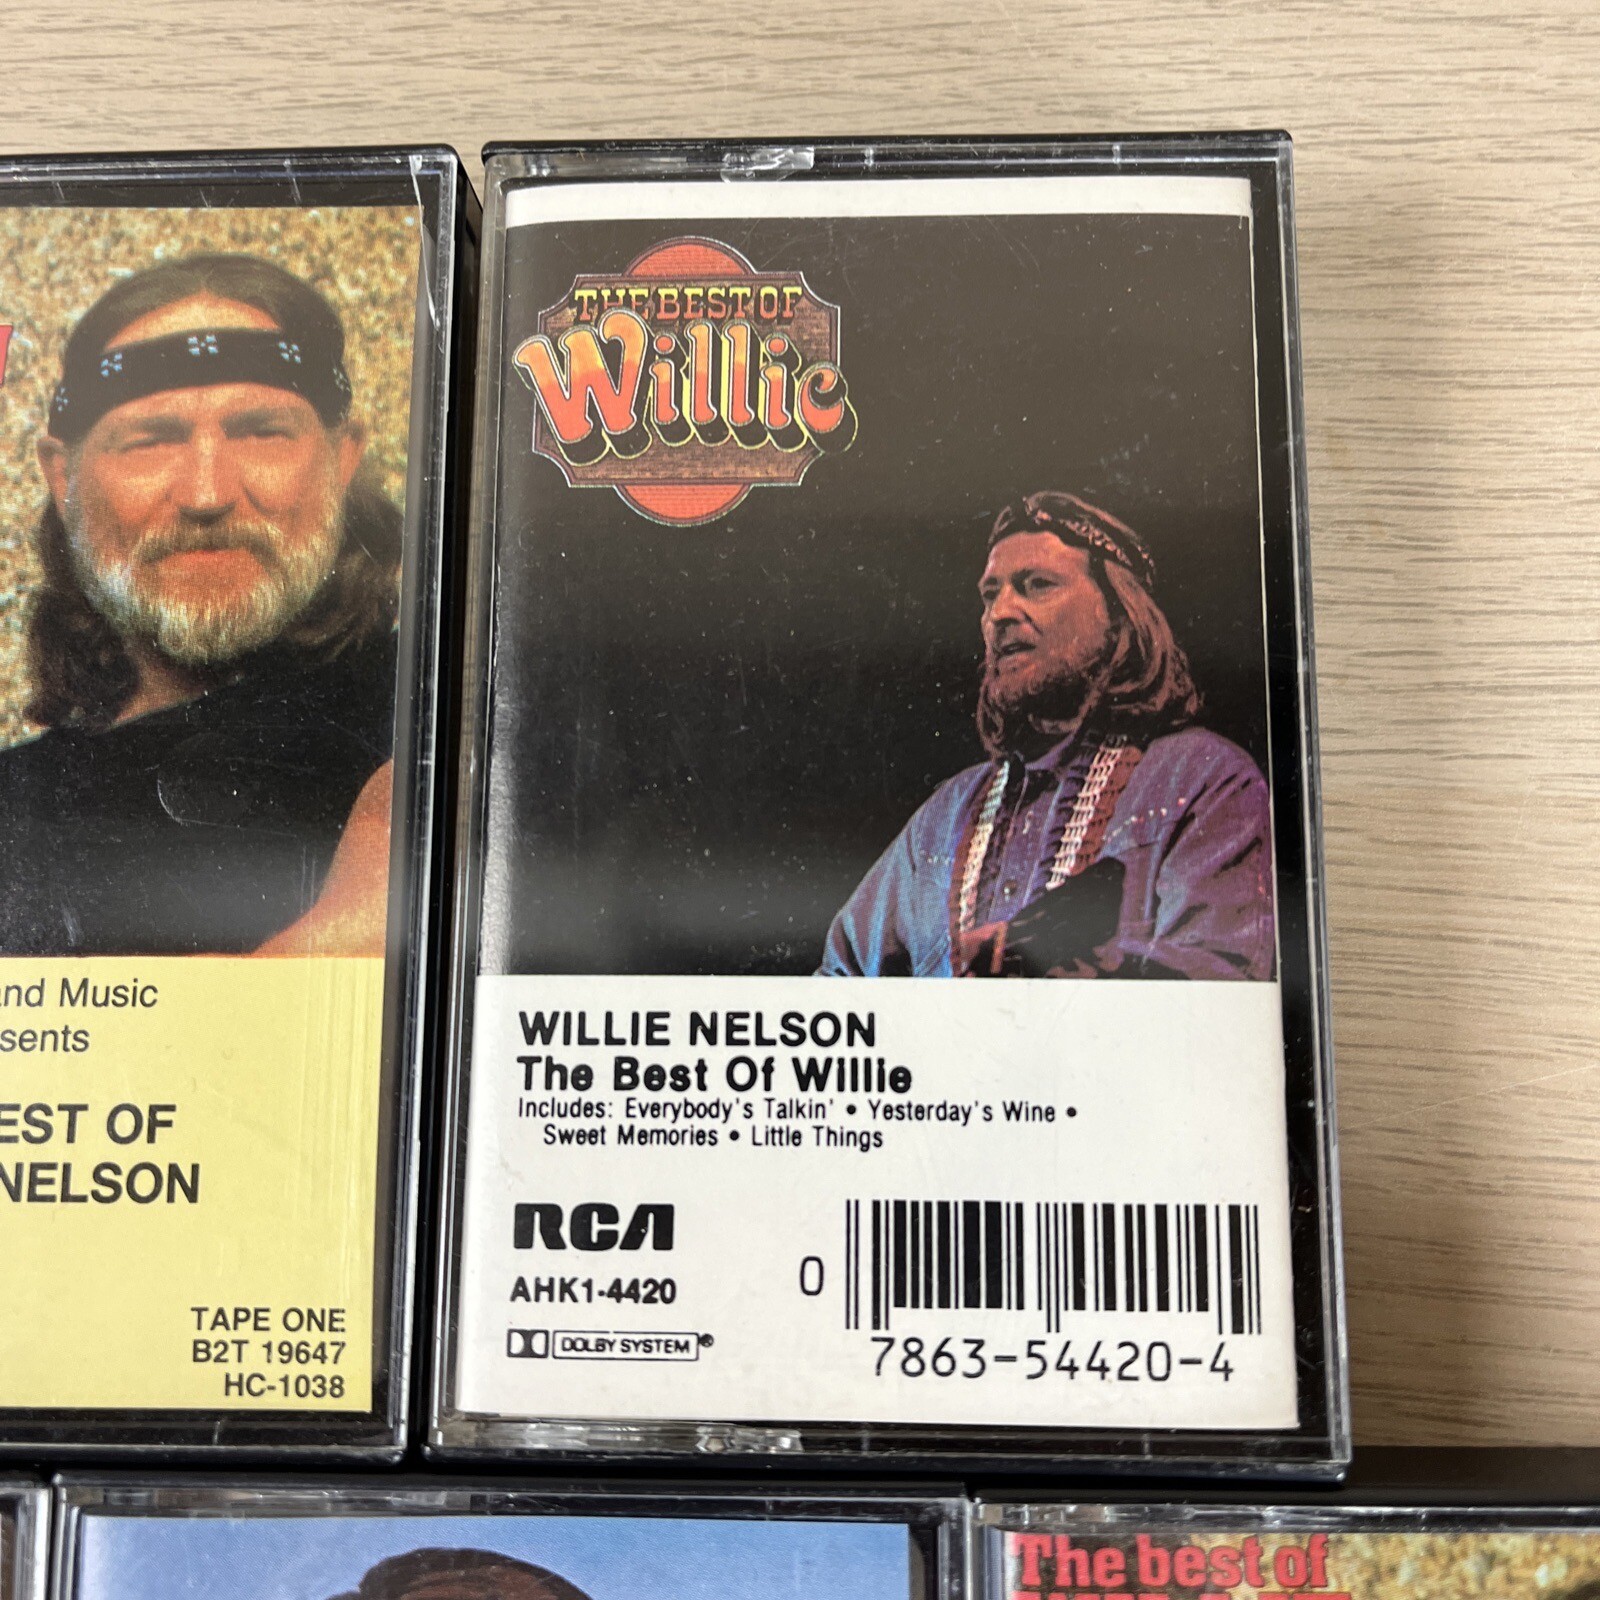 and Music
sents
EST OF
NELSON
TAPE ONE
B2T 19647
HC-1038
THE BEST OF
Willie
WILLIE NELSON
The Best Of Willie
Includes: Everybody's Talkin' • Yesterday's Wine •
Sweet Memories • Little Things
RCA
AHK1-4420
DOLBY SYSTEM®
0 7863-54420-4
The best of